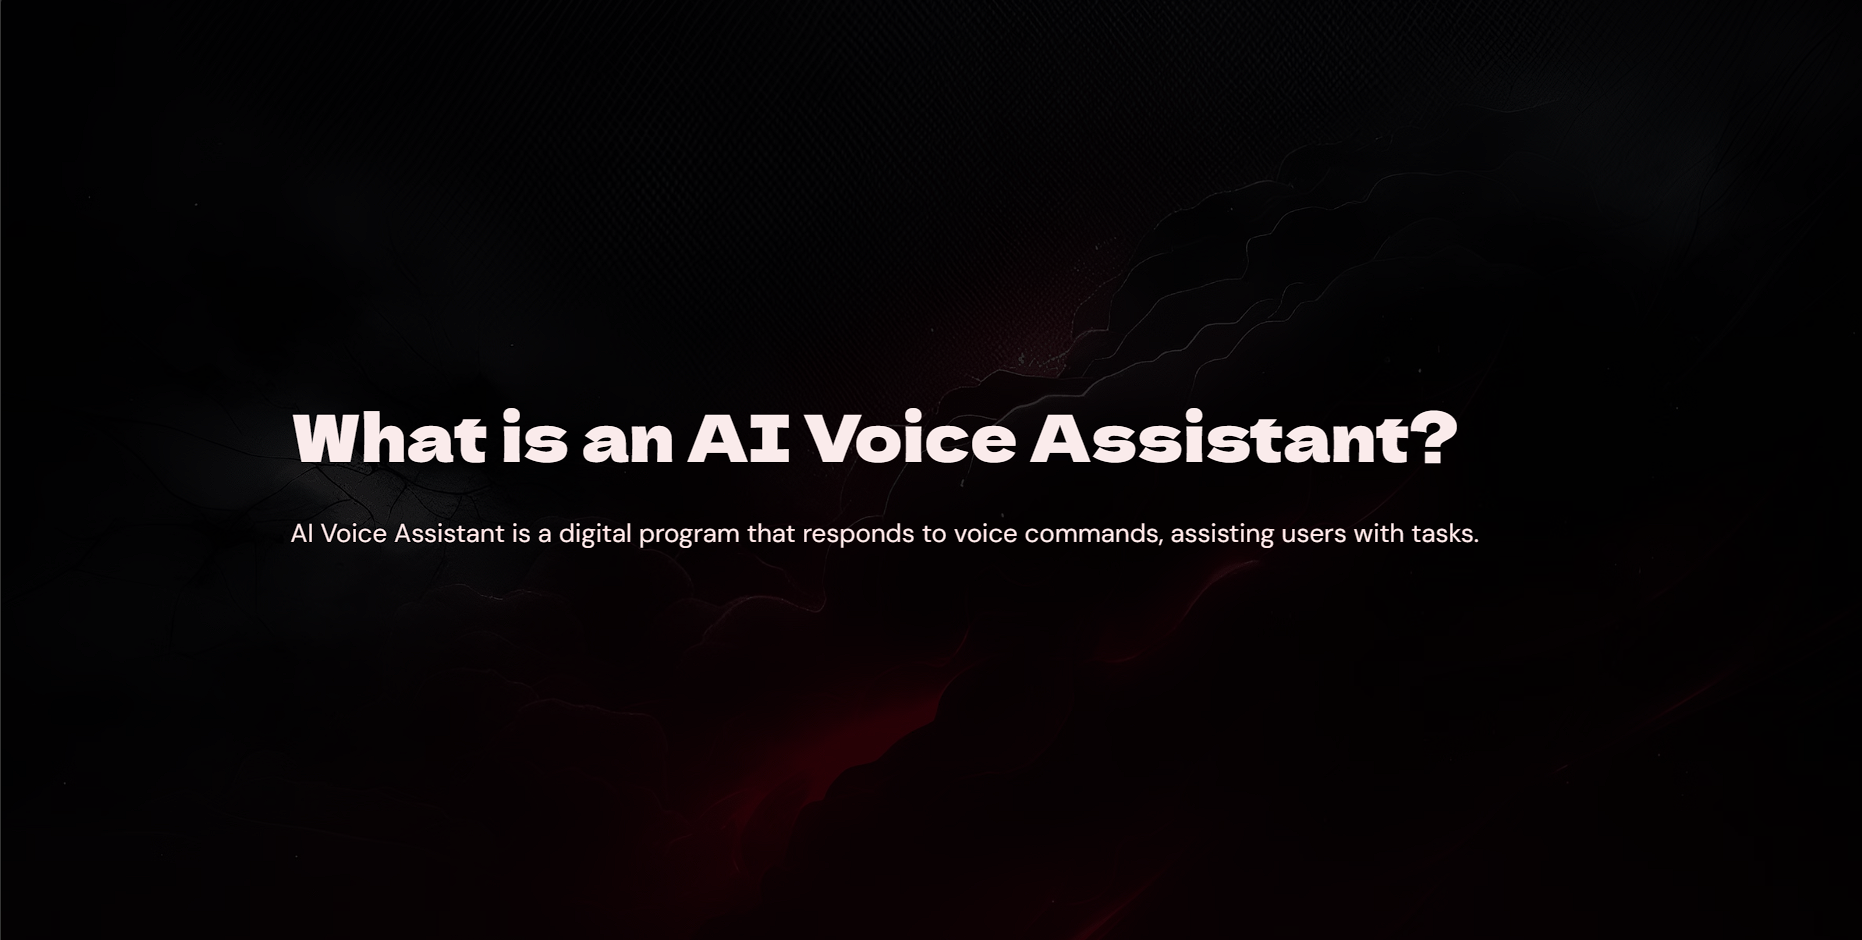 What is an AI Voice Assistant?
AI Voice Assistant is a digital program that responds to voice commands, assisting users with tasks.